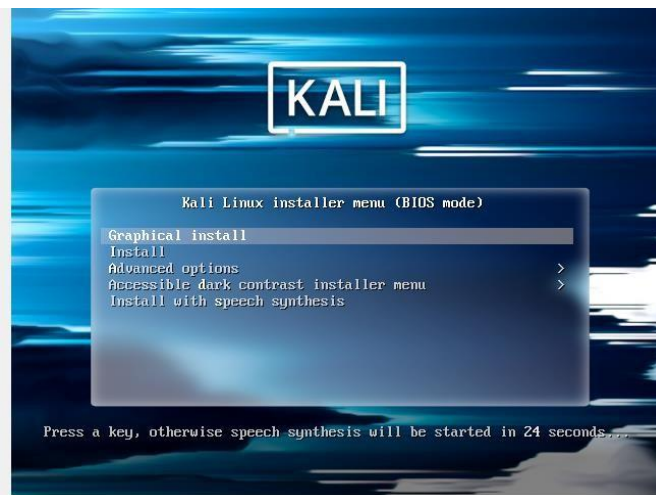 KALI
Kali Linux installer menu (BIOS mode)
Graphical install
Install
Advanced options >
Accessible dark contrast installer menu >
Install with speech synthesis
Press a key, otherwise speech synthesis will be started in 24 seconds...